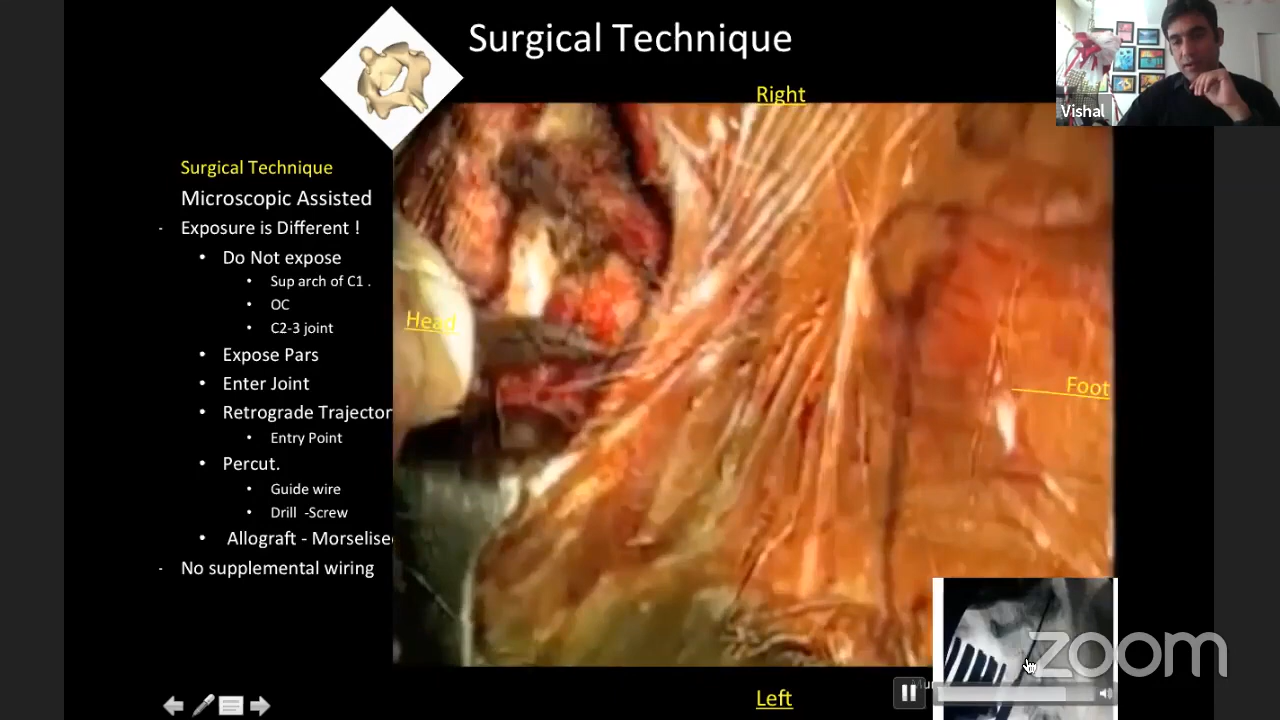 Surgical Technique
Right
Vishal
Surgical Technique
Microscopic Assisted
- Exposure is Different !
• Do Not expose
• Sup arch of C1 .
• OC
• C2-3 joint
Head
• Expose Pars
• Enter Joint
Foot
• Retrograde Trajector
• Entry Point
• Percut.
• Guide wire
• Drill -Screw
• Allograft - Morselise
- No supplemental wiring
zoom
Left